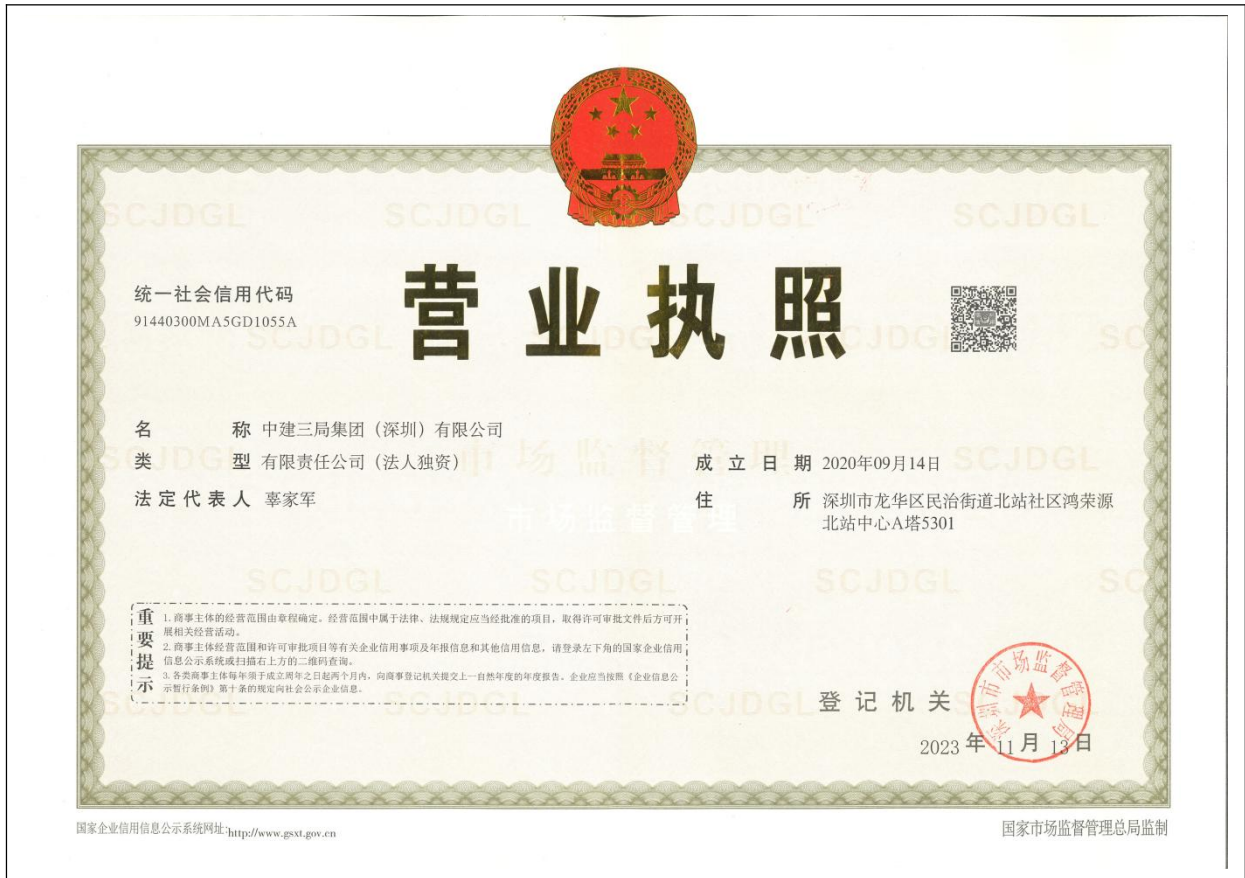 营业执照
统一社会信用代码
91440300MA5GD1055A
名称 中建三局集团（深圳）有限公司
类型 有限责任公司（法人独资）
法定代表人 辜家军
成立日期 2020年09月14日
住所 深圳市龙华区民治街道北站社区鸿荣源
北站中心A塔5301
重要提示
1. 商事主体的经营范围由章程确定。经营范围中属于法律、法规规定应当经批准的项目，取得许可审批文件后方可开
展相关经营活动。
2. 商事主体经营范围和许可审批项目等有关企业信用事项及年报信息和其他信用信息，请登录左下角的国家企业信用
信息公示系统或扫描右上方的二维码查询。
3. 各类商事主体每年须于成立周年之日起两个月内，向商事登记机关提交上一自然年度的年度报告。企业应当按照《企业信息公
示暂行条例》第十条的规定向社会公示企业信息。
登记机关
深圳市市场监督管理局
2023年11月13日
国家企业信用信息公示系统网址:http://www.gsxt.gov.cn
国家市场监督管理总局监制
SCJDGL
市场监督管理